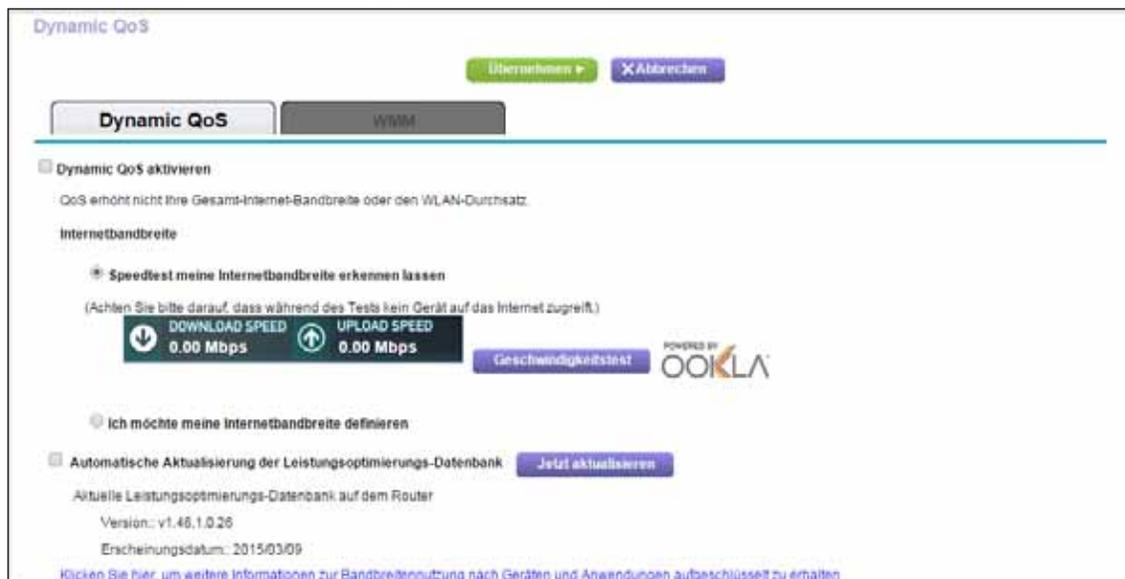 Dynamic QoS
Übernehmen
Abbrechen
Dynamic QoS
WMM
Dynamic QoS aktivieren
QoS erhöht nicht Ihre Gesamt-Internet-Bandbreite oder den WLAN-Durchsatz.
Internetbandbreite
Speedtest meine Internetbandbreite erkennen lassen
(Achten Sie bitte darauf, dass während des Tests kein Gerät auf das Internet zugreift.)
DOWNLOAD SPEED
0.00 Mbps
UPLOAD SPEED
0.00 Mbps
Geschwindigkeitstest
POWERED BY
OOKLA
Ich möchte meine Internetbandbreite definieren
Automatische Aktualisierung der Leistungsoptimierungs-Datenbank
Jetzt aktualisieren
Aktuelle Leistungsoptimierungs-Datenbank auf dem Router
Version:: v1.46.1.0.26
Erscheinungsdatum:: 2015/03/09
Klicken Sie hier, um weitere Informationen zur Bandbreitennutzung nach Geräten und Anwendungen aufgeschlüsselt zu erhalten